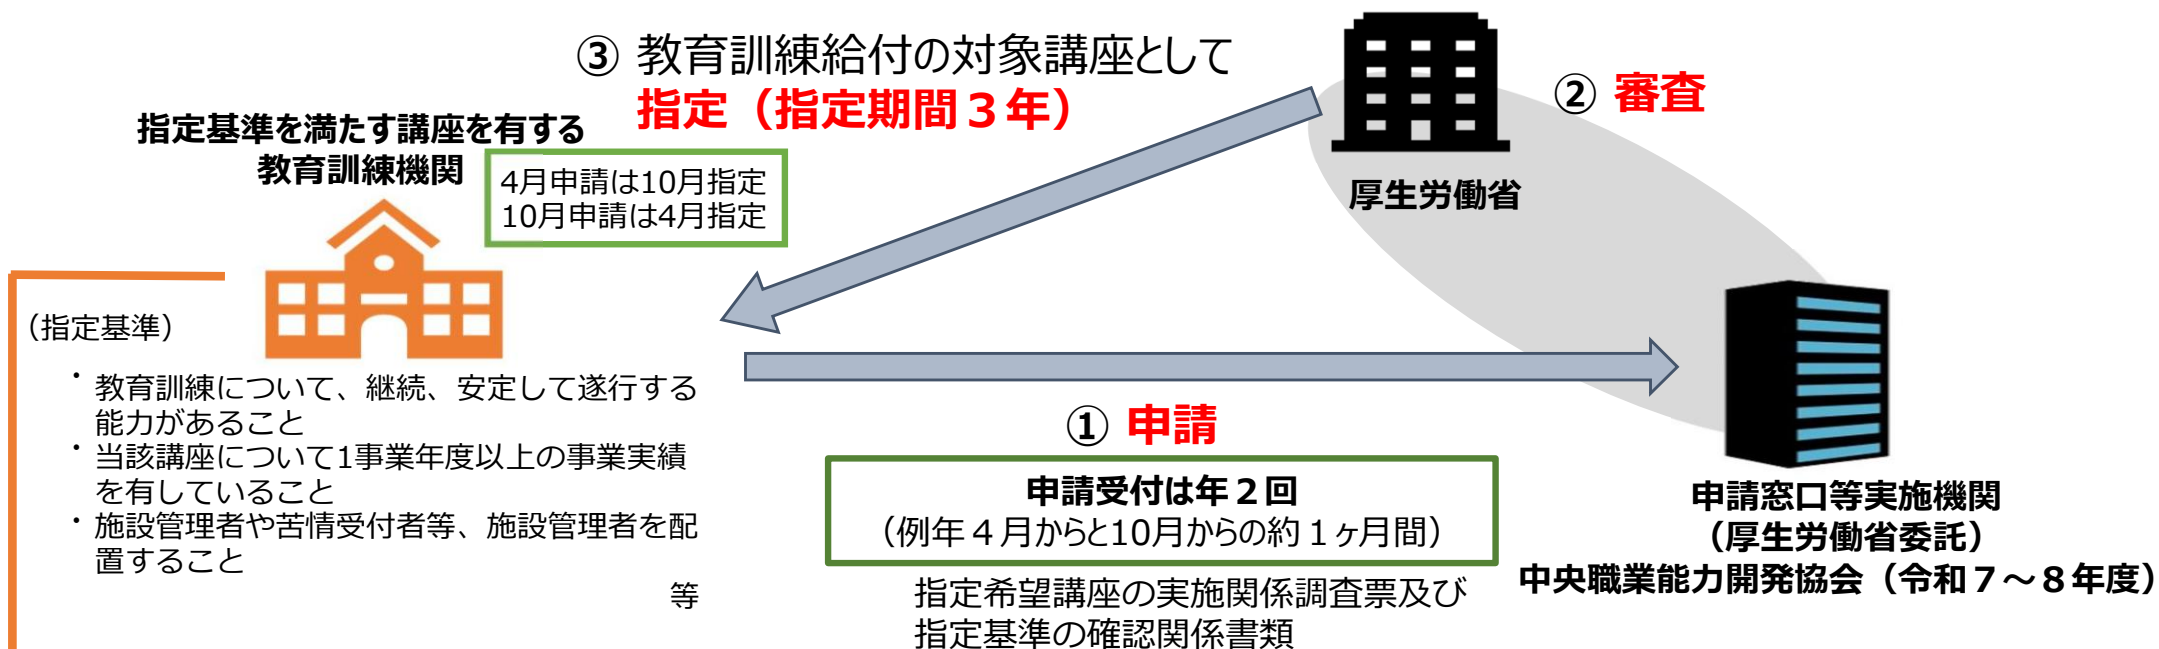 ③ 教育訓練給付の対象講座として
指定（指定期間３年）
② 審査
指定基準を満たす講座を有する
教育訓練機関
4月申請は10月指定
10月申請は4月指定
厚生労働省
（指定基準）
・教育訓練について、継続、安定して遂行する
能力があること
・当該講座について1事業年度以上の事業実績
を有していること
・施設管理者や苦情受付者等、施設管理者を配
置すること
等
① 申請
申請受付は年２回
（例年４月からと10月からの約１ヶ月間）
指定希望講座の実施関係調査票及び
指定基準の確認関係書類
申請窓口等実施機関
（厚生労働省委託）
中央職業能力開発協会（令和７～８年度）